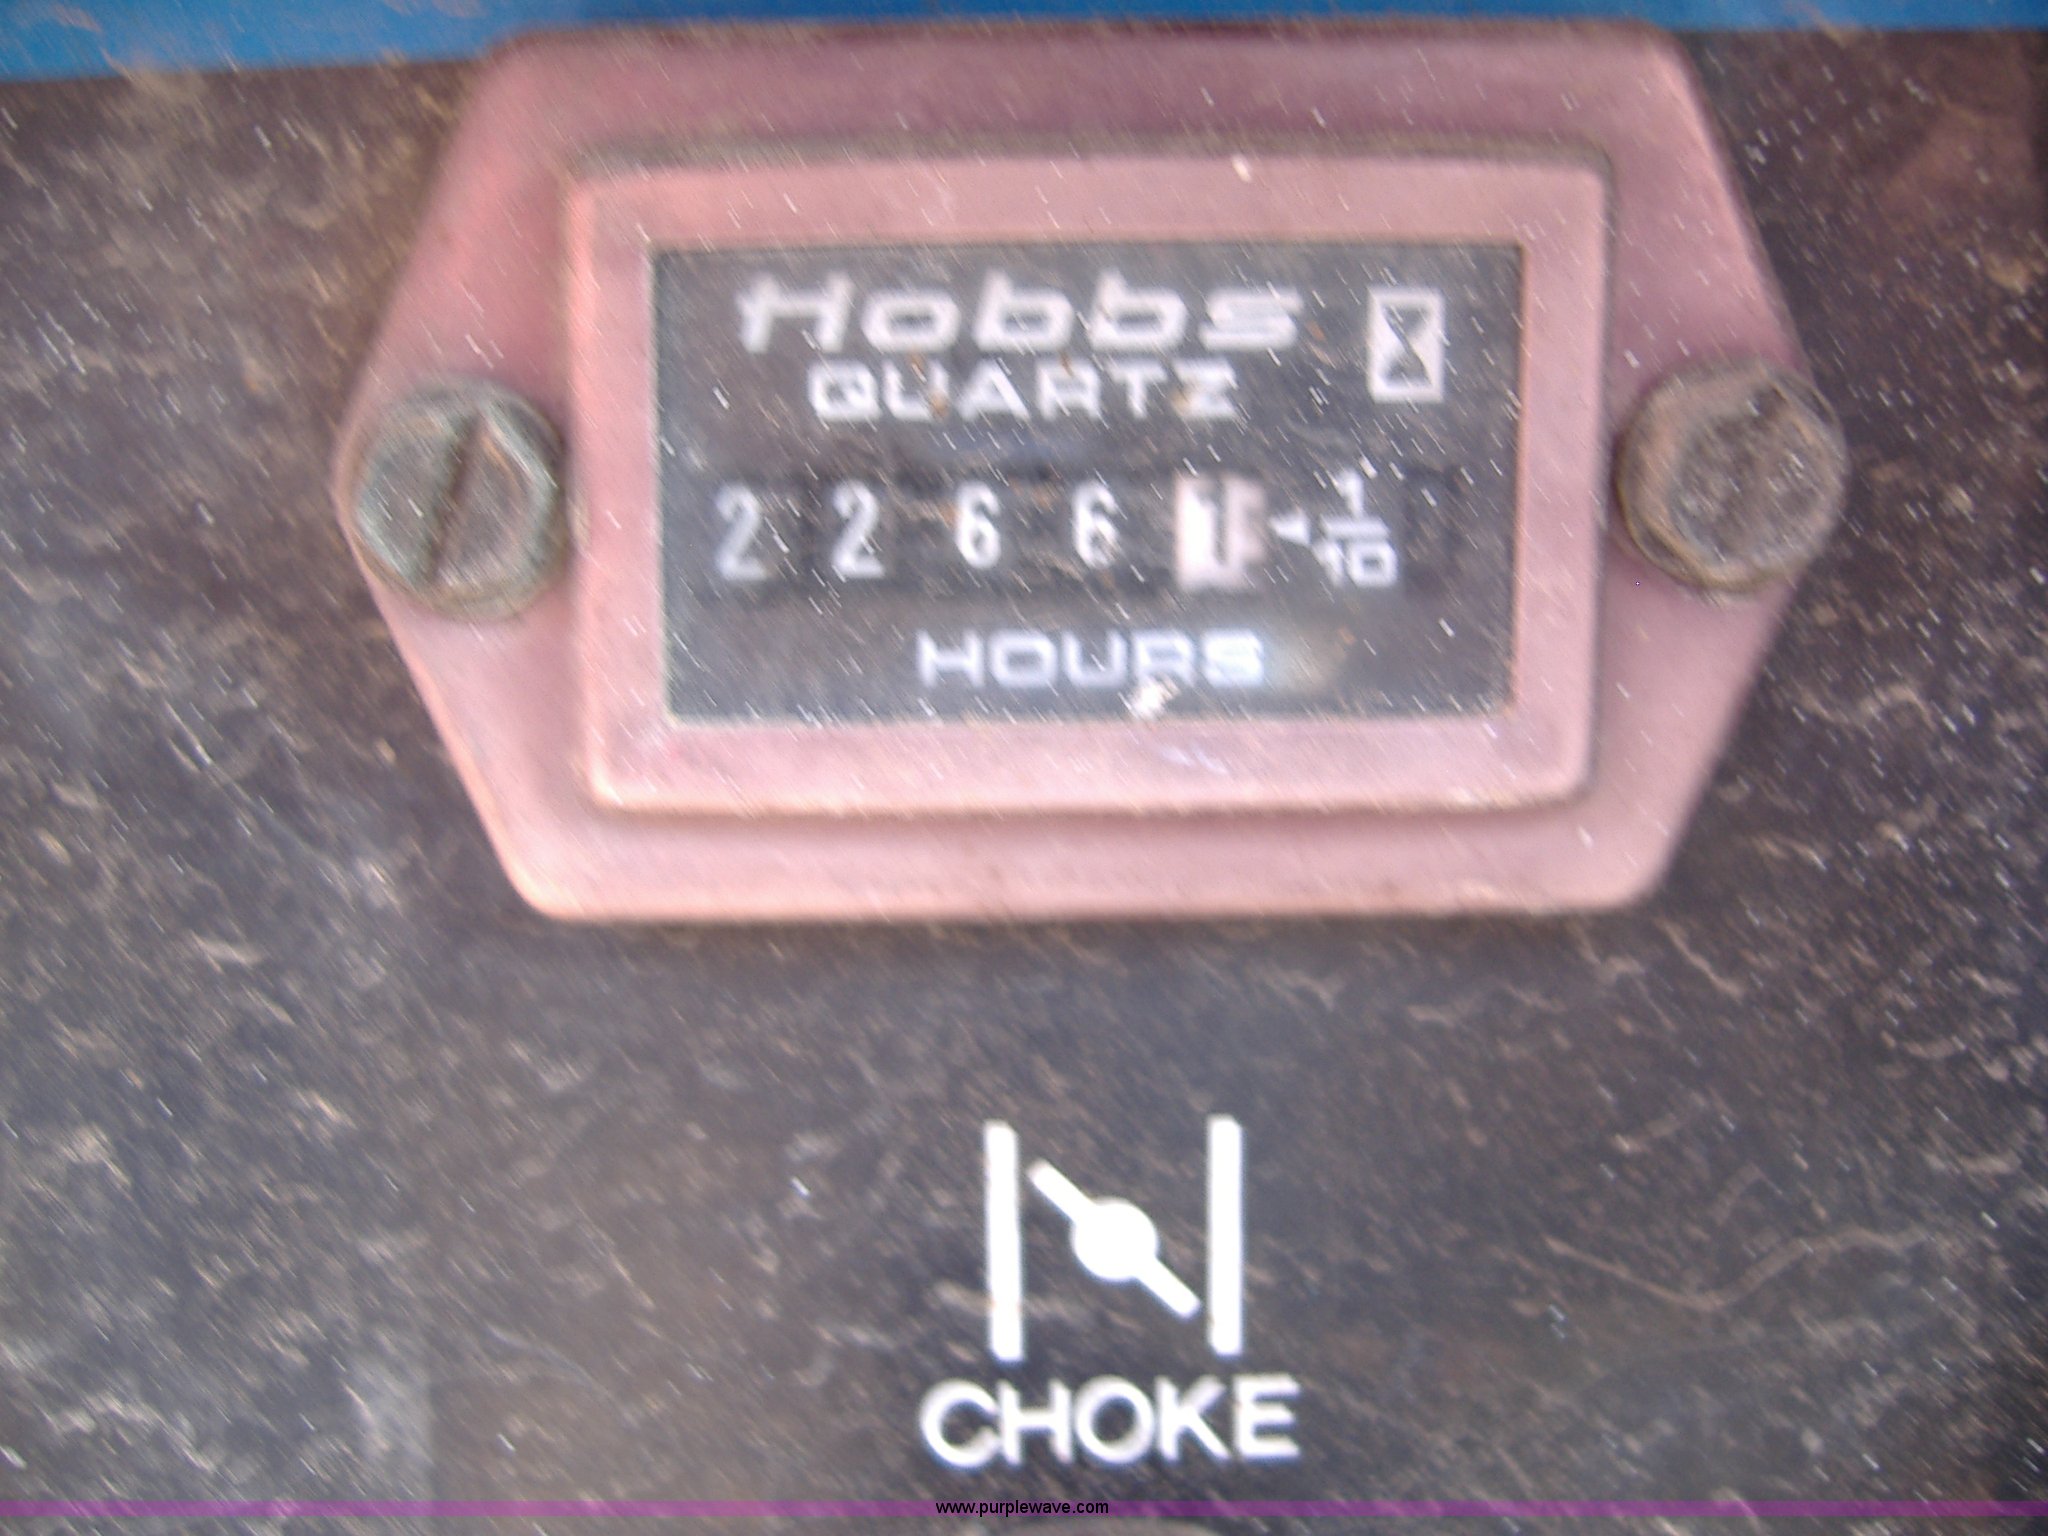 Hobbs
QUARTZ
2 2 6 6 1 1/10
HOURS
CHOKE
www.purplewave.com